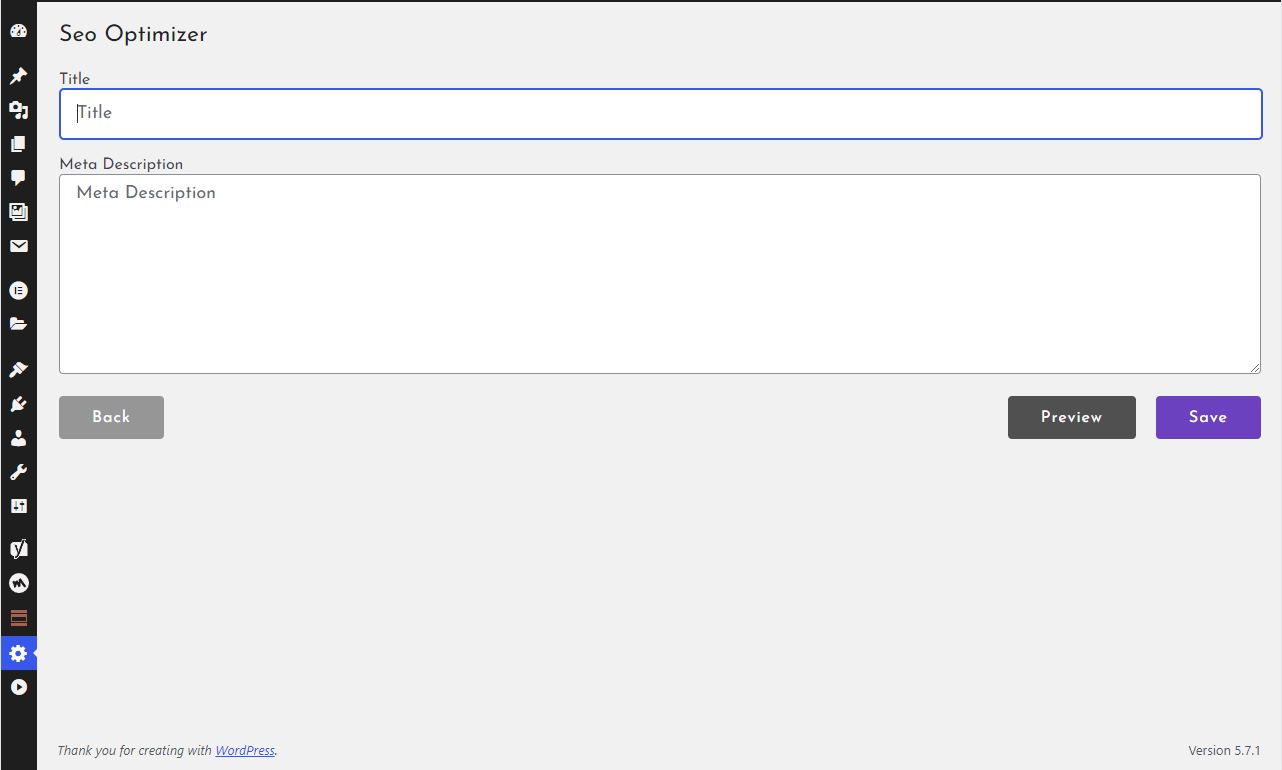 Seo Optimizer
Title
Title
Meta Description
Meta Description
Back
Preview
Save
Thank you for creating with WordPress.
Version 5.7.1